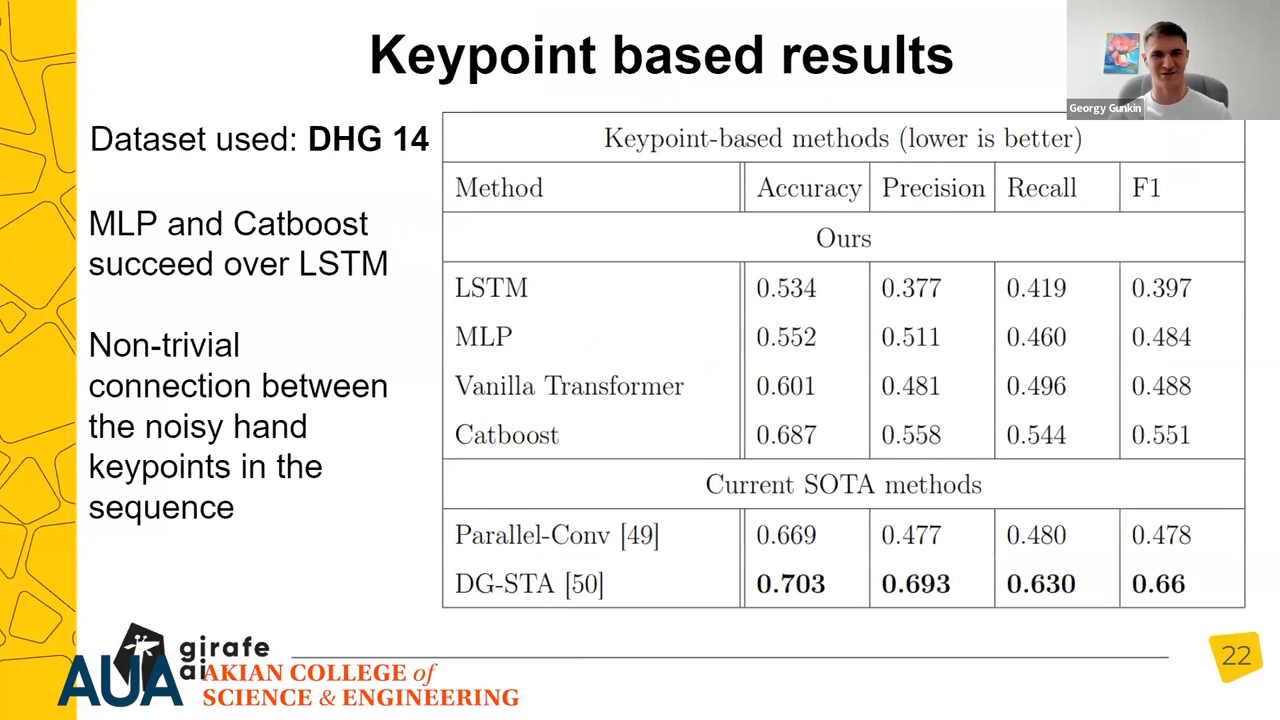 Keypoint based results
Georgy Gunkin
Dataset used: DHG 14
MLP and Catboost
succeed over LSTM
Non-trivial
connection between
the noisy hand
keypoints in the
sequence
Keypoint-based methods (lower is better)
Method Accuracy Precision Recall F1
Ours
LSTM 0.534 0.377 0.419 0.397
MLP 0.552 0.511 0.460 0.484
Vanilla Transformer 0.601 0.481 0.496 0.488
Catboost 0.687 0.558 0.544 0.551
Current SOTA methods
Parallel-Conv [49] 0.669 0.477 0.480 0.478
DG-STA [50] 0.703 0.693 0.630 0.66
girafe
ai
AUA
AKIAN COLLEGE of
SCIENCE & ENGINEERING
22